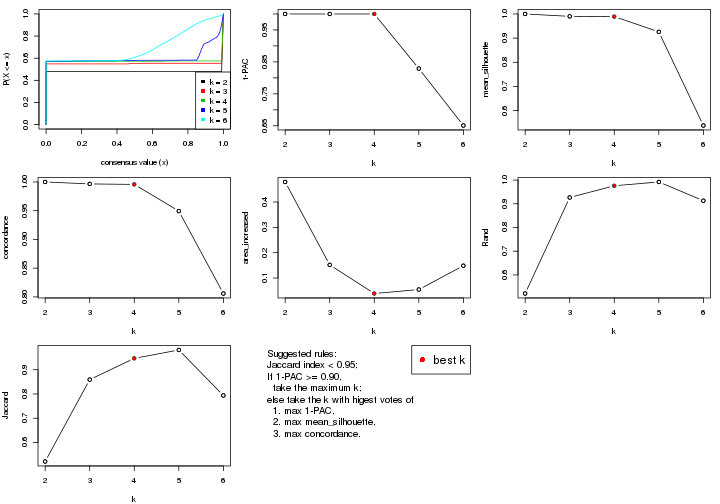 P(X <= x)
0.0 0.2 0.4 0.6 0.8 1.0
k = 2
k = 3
k = 4
k = 5
k = 6
0.0 0.2 0.4 0.6 0.8 1.0
consensus value (x)
1-PAC
0.65 0.75 0.85 0.95
2 3 4 5 6
k
mean_silhouette
0.6 0.7 0.8 0.9 1.0
2 3 4 5 6
k
concordance
0.80 0.85 0.90 0.95 1.00
2 3 4 5 6
k
area_increased
0.1 0.2 0.3 0.4
2 3 4 5 6
k
Rand
0.6 0.7 0.8 0.9 1.0
2 3 4 5 6
k
Jaccard
0.6 0.7 0.8 0.9
2 3 4 5 6
k
Suggested rules:
Jaccard index < 0.95;
If 1-PAC >= 0.90,
take the maximum k;
else take the k with higest votes of
1. max 1-PAC,
2. max mean_silhouette,
3. max concordance.
best k